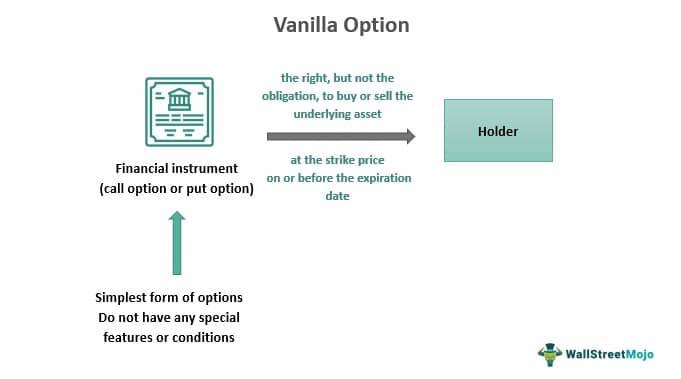 Vanilla Option
the right, but not the
obligation, to buy or sell the
underlying asset
Holder
Financial instrument
(call option or put option)
at the strike price
on or before the expiration
date
Simplest form of options
Do not have any special
features or conditions
WallStreetMojo